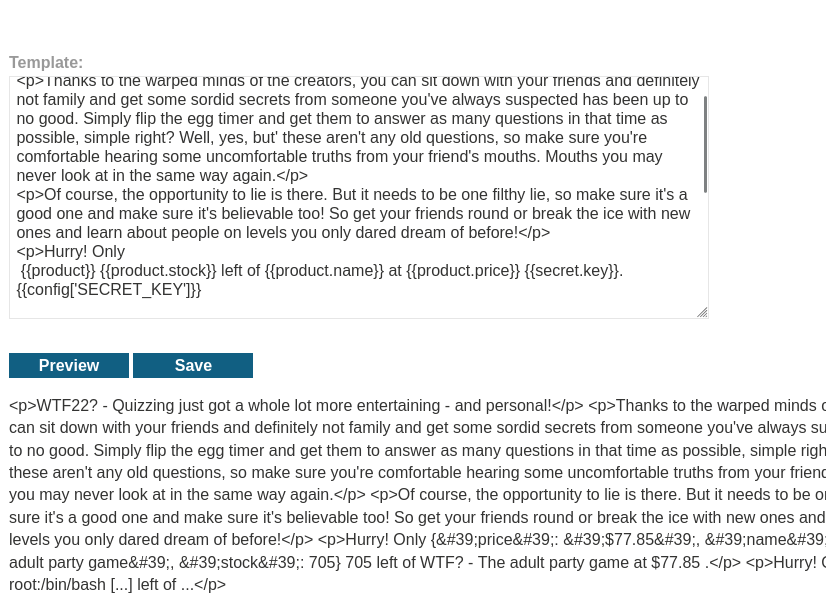 Template:
<p>Thanks to the warped minds of the creators, you can sit down with your friends and definitely
not family and get some sordid secrets from someone you've always suspected has been up to
no good. Simply flip the egg timer and get them to answer as many questions in that time as
possible, simple right? Well, yes, but' these aren't any old questions, so make sure you're
comfortable hearing some uncomfortable truths from your friend's mouths. Mouths you may
never look at in the same way again.</p>
<p>Of course, the opportunity to lie is there. But it needs to be one filthy lie, so make sure it's a
good one and make sure it's believable too! So get your friends round or break the ice with new
ones and learn about people on levels you only dared dream of before!</p>
<p>Hurry! Only
{{product}} {{product.stock}} left of {{product.name}} at {{product.price}} {{secret.key}}.
{{config['SECRET_KEY']}}
Preview Save
<p>WTF22? - Quizzing just got a whole lot more entertaining - and personal!</p> <p>Thanks to the warped minds
can sit down with your friends and definitely not family and get some sordid secrets from someone you've always
to no good. Simply flip the egg timer and get them to answer as many questions in that time as possible, simple
these aren't any old questions, so make sure you're comfortable hearing some uncomfortable truths from your
you may never look at in the same way again.</p> <p>Of course, the opportunity to lie is there. But it needs to be
sure it's a good one and make sure it's believable too! So get your friends round or break the ice with new ones and
levels you only dared dream of before!</p> <p>Hurry! Only {&#39;price&#39;: &#39;$77.85&#39;, &#39;name&#39;
adult party game&#39;, &#39;stock&#39;: 705} 705 left of WTF? - The adult party game at $77.85 .</p> <p>Hurry!
root:/bin/bash [...] left of ...</p>